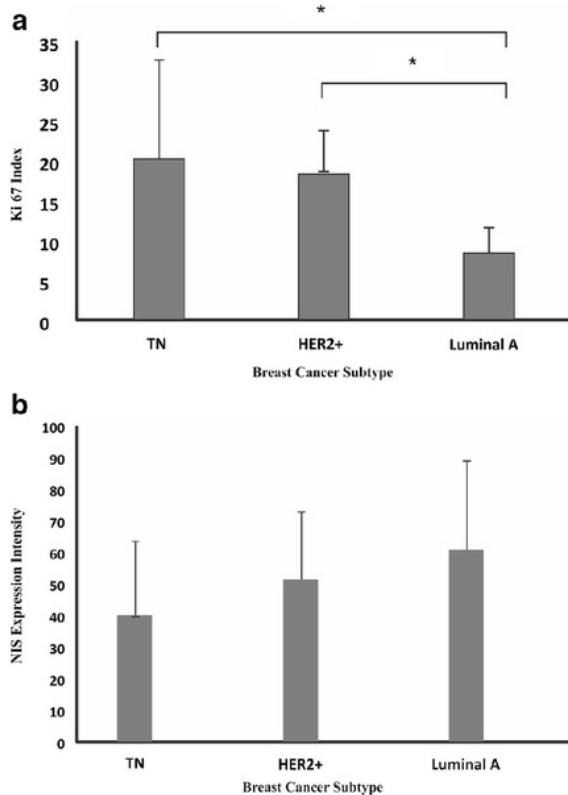 a
*
*
35
30
25
20
15
10
5
0
Ki 67 Index
TN HER2+ Luminal A
Breast Cancer Subtype
b
100
90
80
70
60
50
40
30
20
10
0
NIS Expression Intensity
TN HER2+ Luminal A
Breast Cancer Subtype